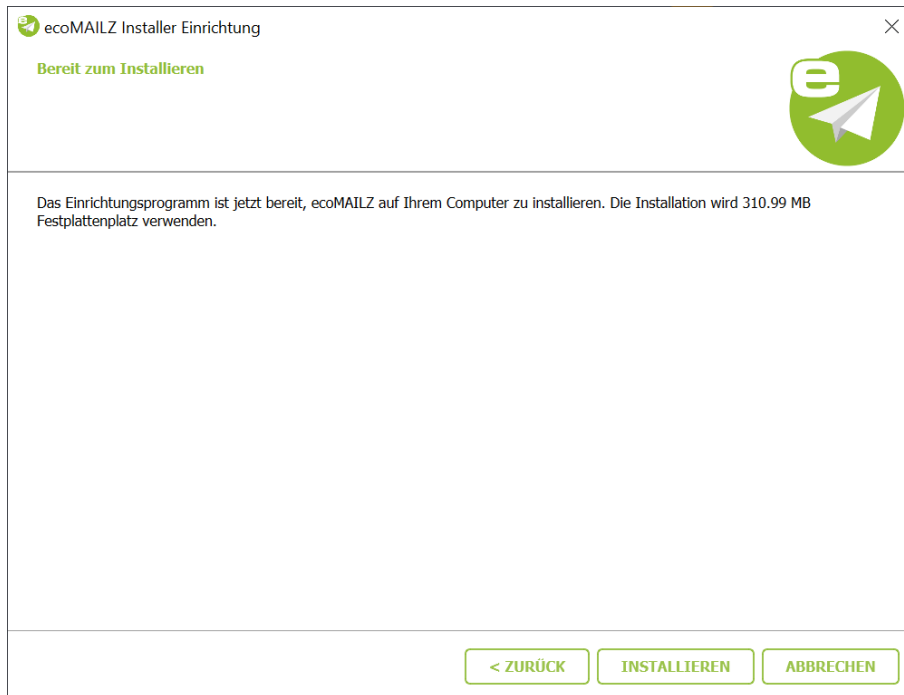 ecoMAILZ Installer Einrichtung
Bereit zum Installieren
e
Das Einrichtungsprogramm ist jetzt bereit, ecoMAILZ auf Ihrem Computer zu installieren. Die Installation wird 310.99 MB
Festplattenplatz verwenden.
< ZURÜCK
INSTALLIEREN
ABBRECHEN